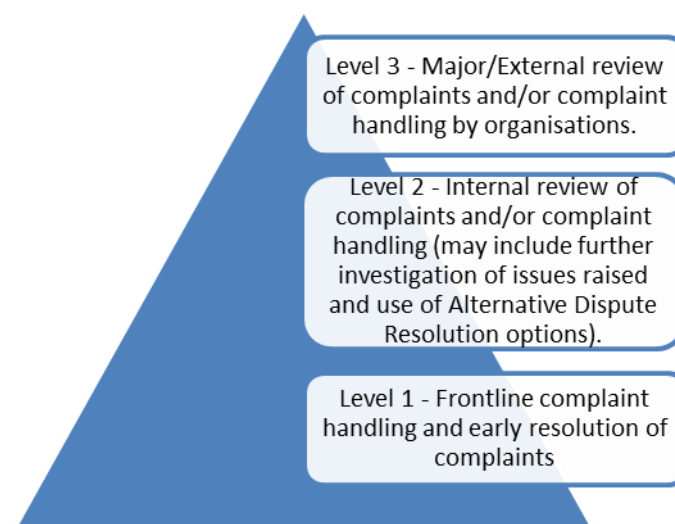 Level 3 - Major/External review
of complaints and/or complaint
handling by organisations.
Level 2 - Internal review of
complaints and/or complaint
handling (may include further
investigation of issues raised
and use of Alternative Dispute
Resolution options).
Level 1 - Frontline complaint
handling and early resolution of
complaints